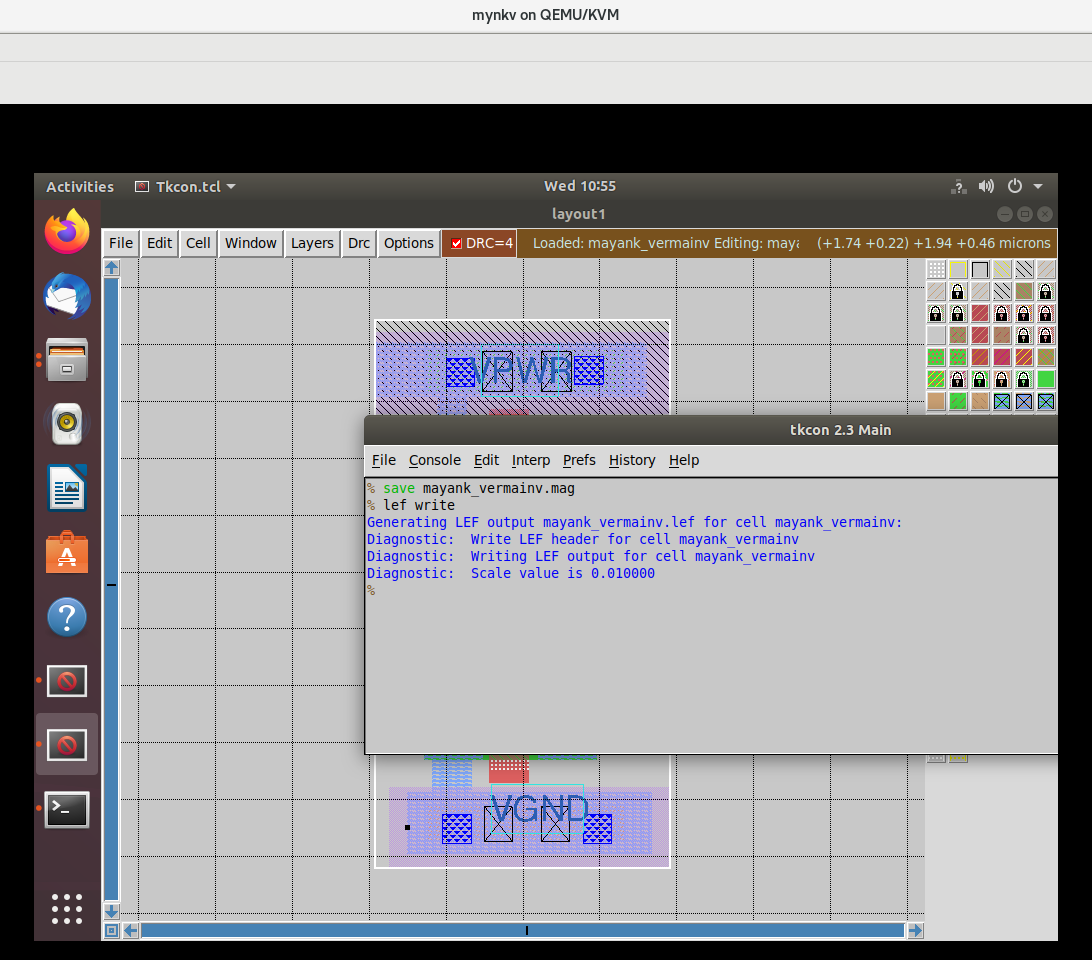 mynkv on QEMU/KVM
Activities Tkcon.tcl Wed 10:55
layout1
File Edit Cell Window Layers Drc Options DRC=4 Loaded: mayank_vermainv Editing: maya (+1.74 +0.22) +1.94 +0.46 microns
VPWR
tkcon 2.3 Main
File Console Edit Interp Prefs History Help
% save mayank_vermainv.mag
% lef write
Generating LEF output mayank_vermainv.lef for cell mayank_vermainv:
Diagnostic:  Write LEF header for cell mayank_vermainv
Diagnostic:  Writing LEF output for cell mayank_vermainv
Diagnostic:  Scale value is 0.010000
%
VGND